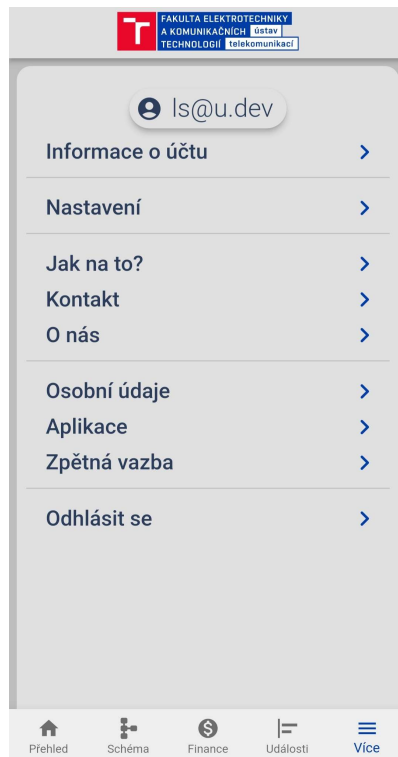 FAKULTA ELEKTROTECHNIKY
A KOMUNIKAČNÍCH ústav
TECHNOLOGIÍ telekomunikací
ls@u.dev
Informace o účtu
Nastavení
Jak na to?
Kontakt
O nás
Osobní údaje
Aplikace
Zpětná vazba
Odhlásit se
Přehled
Schéma
Finance
Události
Více